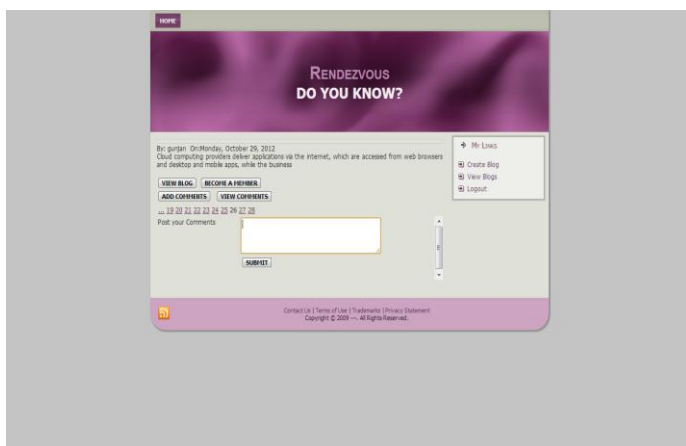 HOME
RENDEZVOUS
DO YOU KNOW?
By: gunjan On:Monday, October 29, 2012
Cloud computing providers deliver applications via the internet, which are accessed from web browsers
and desktop and mobile apps, while the business
VIEW BLOG BECOME A MEMBER
ADD COMMENTS VIEW COMMENTS
... 19 20 21 22 23 24 25 26 27 28
Post your Comments
SUBMIT
My Links
Create Blog
View Blogs
Logout
Contact Us | Terms of Use | Trademarks | Privacy Statement
Copyright © 2009 ---. All Rights Reserved.